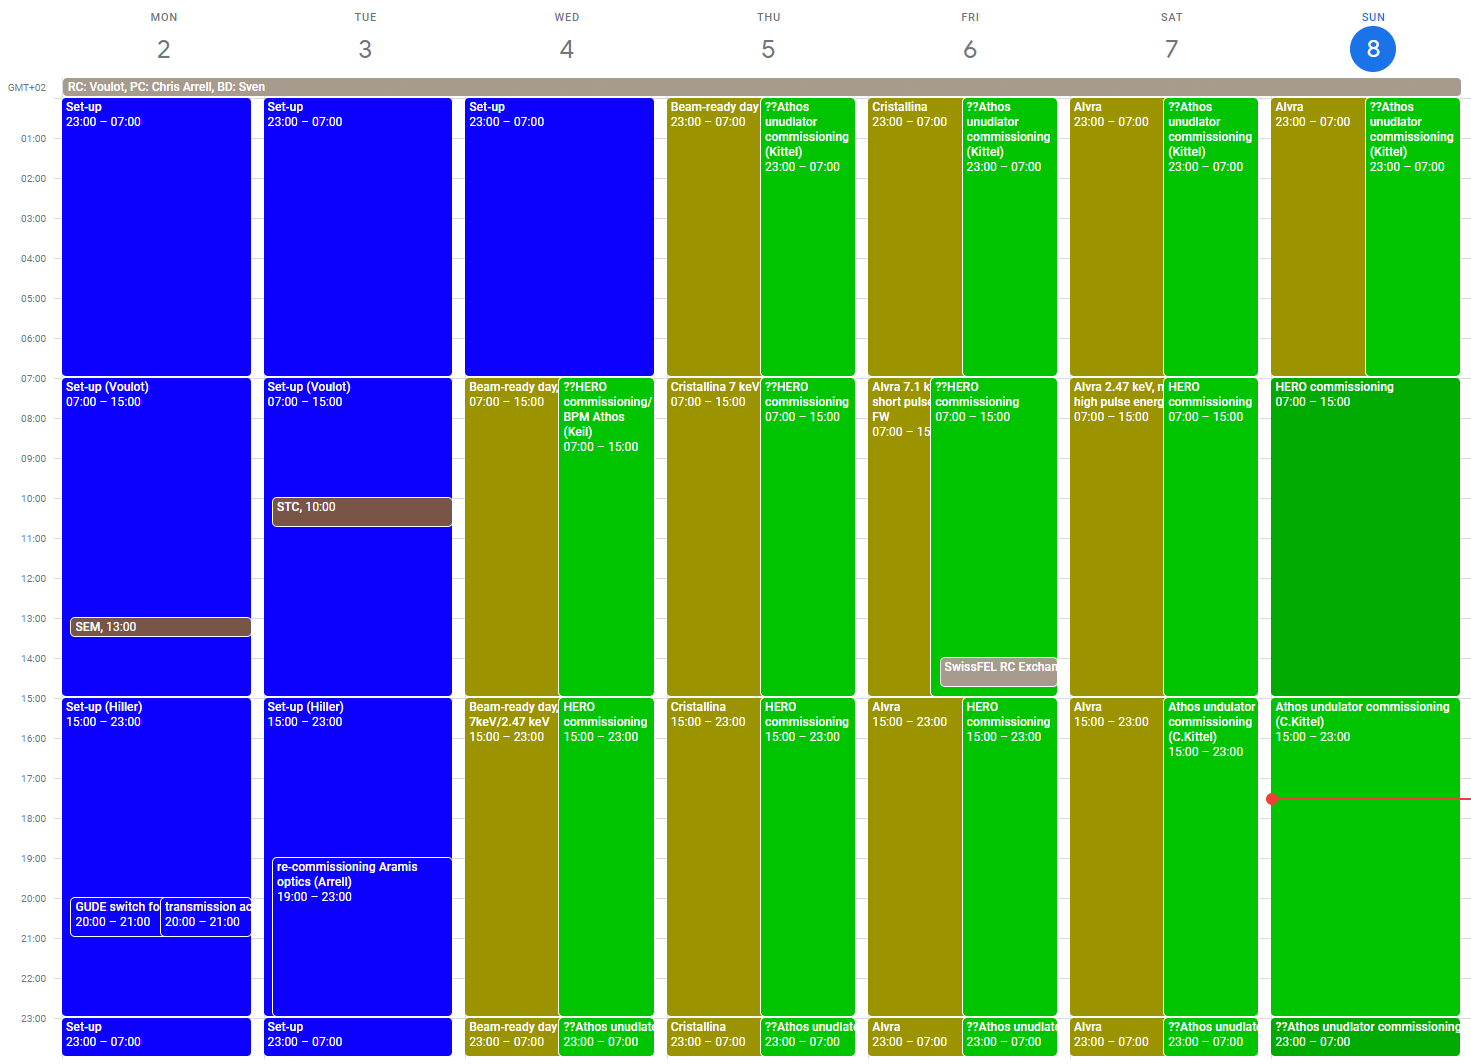 MON
TUE
WED
THU
FRI
SAT
SUN
2
3
4
5
6
7
8
GMT+02
RC: Voulot, PC: Chris Arrell, BD: Sven
01:00
02:00
03:00
04:00
05:00
06:00
07:00
08:00
09:00
10:00
11:00
12:00
13:00
14:00
15:00
16:00
17:00
18:00
19:00
20:00
21:00
22:00
23:00
Set-up
23:00 – 07:00
Set-up (Voulot)
07:00 – 15:00
SEM, 13:00
Set-up (Hiller)
15:00 – 23:00
GUDE switch fo
20:00 – 21:00
transmission ac
20:00 – 21:00
Set-up
23:00 – 07:00
Set-up
23:00 – 07:00
Set-up (Voulot)
07:00 – 15:00
STC, 10:00
Set-up (Hiller)
15:00 – 23:00
re-commissioning Aramis
optics (Arrell)
19:00 – 23:00
Set-up
23:00 – 07:00
Set-up
23:00 – 07:00
Beam-ready day,
07:00 – 15:00
??HERO
commissioning/
BPM Athos
(Keil)
07:00 – 15:00
Beam-ready day,
7keV/2.47 keV
15:00 – 23:00
HERO
commissioning
15:00 – 23:00
Beam-ready day
23:00 – 07:00
??Athos unudlato
23:00 – 07:00
Beam-ready day
23:00 – 07:00
??Athos
unudlator
commissioning
(Kittel)
23:00 – 07:00
Cristallina 7 keV
07:00 – 15:00
??HERO
commissioning
07:00 – 15:00
Cristallina
15:00 – 23:00
HERO
commissioning
15:00 – 23:00
Cristallina
23:00 – 07:00
??Athos unudlato
23:00 – 07:00
Cristallina
23:00 – 07:00
??Athos
unudlator
commissioning
(Kittel)
23:00 – 07:00
Alvra 7.1 k
short pulse
FW
07:00 – 15
??HERO
commissioning
07:00 – 15:00
SwissFEL RC Exchan
Alvra
15:00 – 23:00
HERO
commissioning
15:00 – 23:00
Alvra
23:00 – 07:00
??Athos unudlato
23:00 – 07:00
Alvra
23:00 – 07:00
??Athos
unudlator
commissioning
(Kittel)
23:00 – 07:00
Alvra 2.47 keV, n
high pulse energ
07:00 – 15:00
HERO
commissioning
07:00 – 15:00
Alvra
15:00 – 23:00
Athos undulator
commissioning
(C.Kittel)
15:00 – 23:00
Alvra
23:00 – 07:00
??Athos unudlato
23:00 – 07:00
Alvra
23:00 – 07:00
??Athos
unudlator
commissioning
(Kittel)
23:00 – 07:00
HERO commissioning
07:00 – 15:00
Athos undulator commissioning
(C.Kittel)
15:00 – 23:00
??Athos unudlator commissioning
23:00 – 07:00